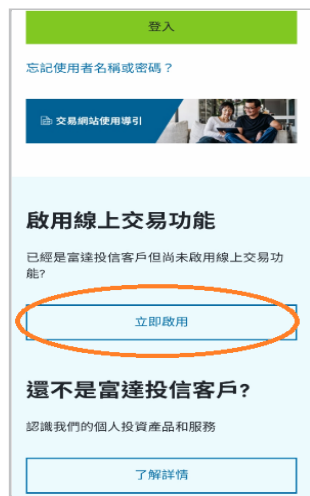 登入
忘記使用者名稱或密碼？
交易網站使用導引
啟用線上交易功能
已經是富達投信客戶但尚未啟用線上交易功
能?
立即啟用
還不是富達投信客戶?
認識我們的個人投資產品和服務
了解詳情